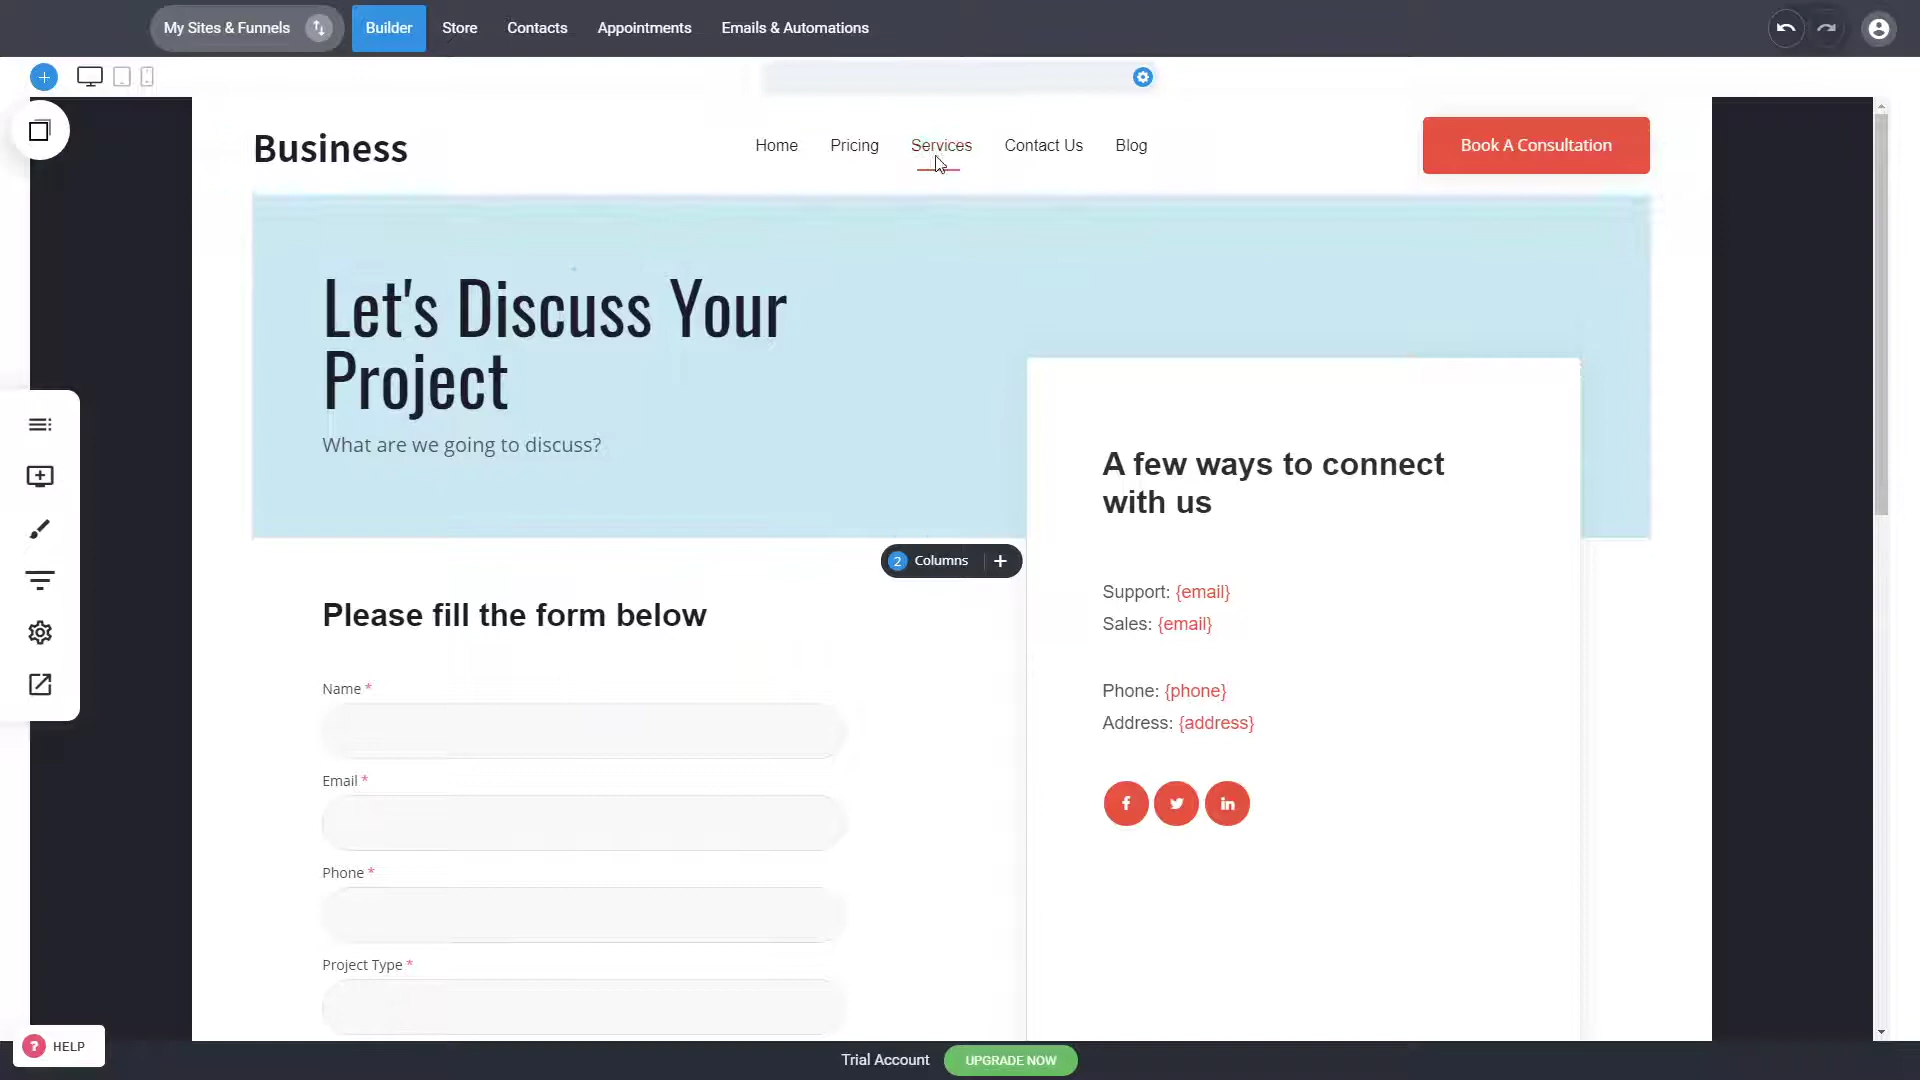 My Sites & Funnels Builder Store Contacts Appointments Emails & Automations
Business Home Pricing Services Contact Us Blog Book A Consultation
Let's Discuss Your
Project
What are we going to discuss?
A few ways to connect
with us
2 Columns +
Support: {email}
Sales: {email}
Phone: {phone}
Address: {address}
Please fill the form below
Name *
Email *
Phone *
Project Type *
? HELP
Trial Account UPGRADE NOW